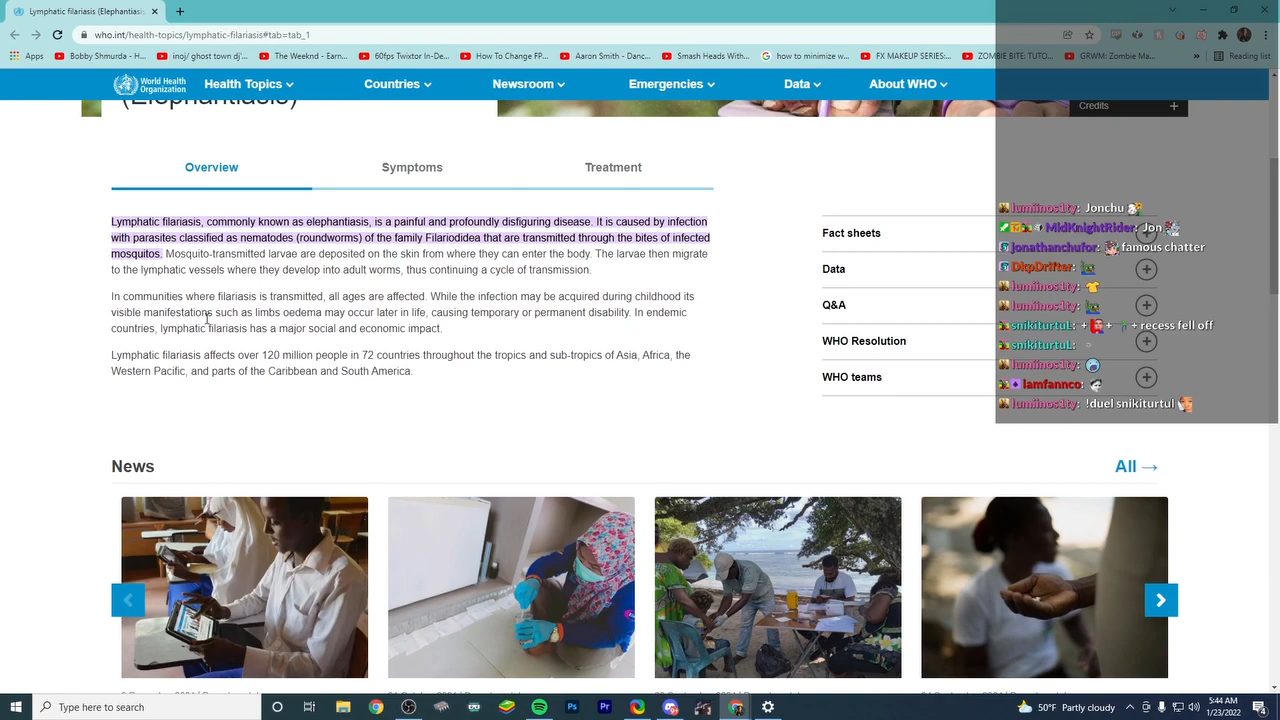 Lymphatic filariasis (Elephantias
who.int/health-topics/lymphatic-filariasis#tab=tab_1
Apps
Bobby Shmurda - H...
inoj/ ghost town dj'...
The Weeknd - Earn...
60fps Twixtor In-De...
How To Change FP...
Aaron Smith - Danc...
Smash Heads With...
how to minimize w...
FX MAKEUP SERIES:...
ZOMBIE BITE: TUTO...
GRWM: Zombie Ma...
Reading list
World Health
Organization
Health Topics
Countries
Newsroom
Emergencies
Data
About WHO
(Elephantiasis)
Credits
Overview
Symptoms
Treatment
Lymphatic filariasis, commonly known as elephantiasis, is a painful and profoundly disfiguring disease. It is caused by infection
with parasites classified as nematodes (roundworms) of the family Filariodidea that are transmitted through the bites of infected
mosquitos. Mosquito-transmitted larvae are deposited on the skin from where they can enter the body. The larvae then migrate
to the lymphatic vessels where they develop into adult worms, thus continuing a cycle of transmission.
In communities where filariasis is transmitted, all ages are affected. While the infection may be acquired during childhood its
visible manifestations such as limbs oedema may occur later in life, causing temporary or permanent disability. In endemic
countries, lymphatic filariasis has a major social and economic impact.
Lymphatic filariasis affects over 120 million people in 72 countries throughout the tropics and sub-tropics of Asia, Africa, the
Western Pacific, and parts of the Caribbean and South America.
Fact sheets
Data
Q&A
WHO Resolution
WHO teams
lumiinos1ty: Jonchu
MidKnightRider: Jon
jonathanchufor: famous chatter
DkpDrifter:
lumiinos1ty:
lumiinos1ty:
snikiturtuL: + + + recess fell off
snikiturtuL:
lumiinos1ty:
iamfannco:
lumiinos1ty: !duel snikiturtul
News
All →
Type here to search
50°F Partly cloudy
5:44 AM
1/23/2022